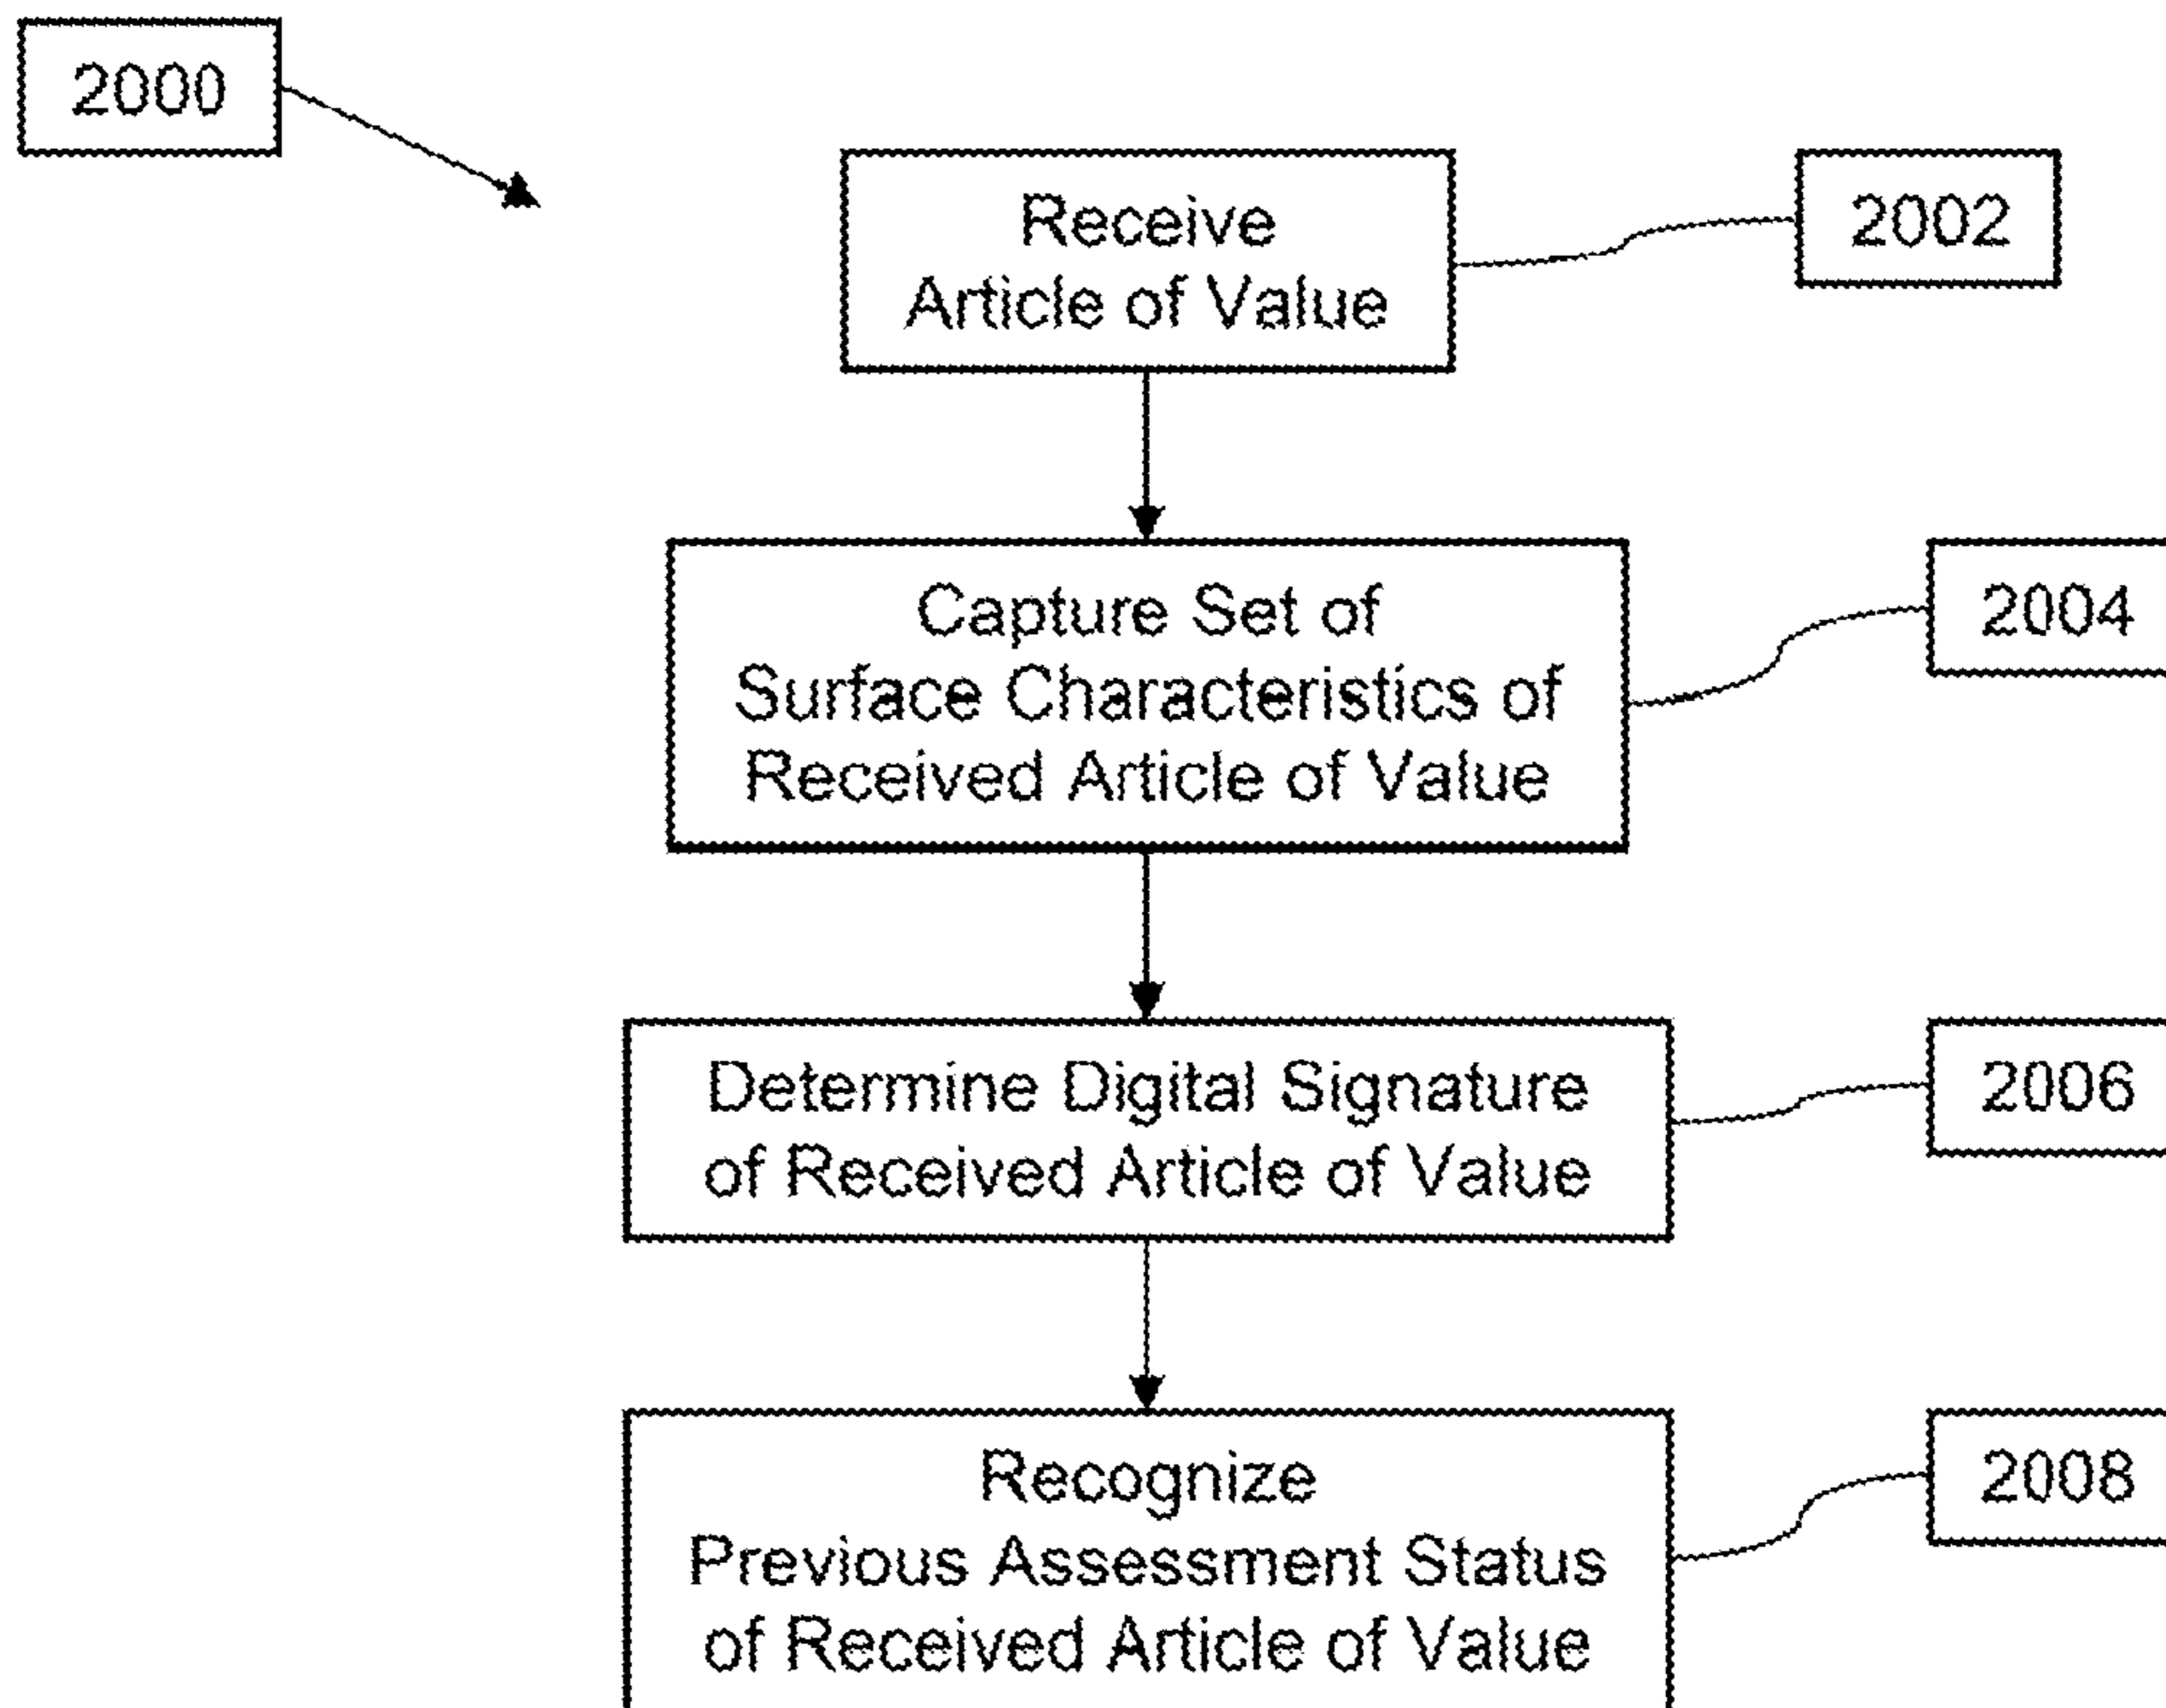 2000
Receive
Article of Value
2002
Capture Set of
Surface Characteristics of
Received Article of Value
2004
Determine Digital Signature
of Received Article of Value
2006
Recognize
Previous Assessment Status
of Received Article of Value
2008